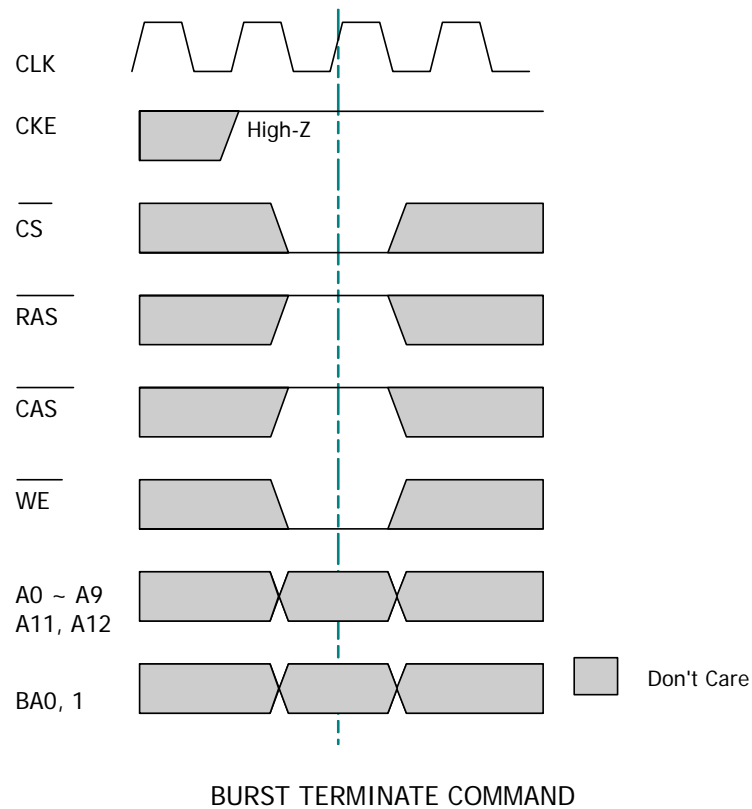 CLK
CKE
High-Z
CS
RAS
CAS
WE
A0 ~ A9
A11, A12
BA0, 1
Don't Care
BURST TERMINATE COMMAND